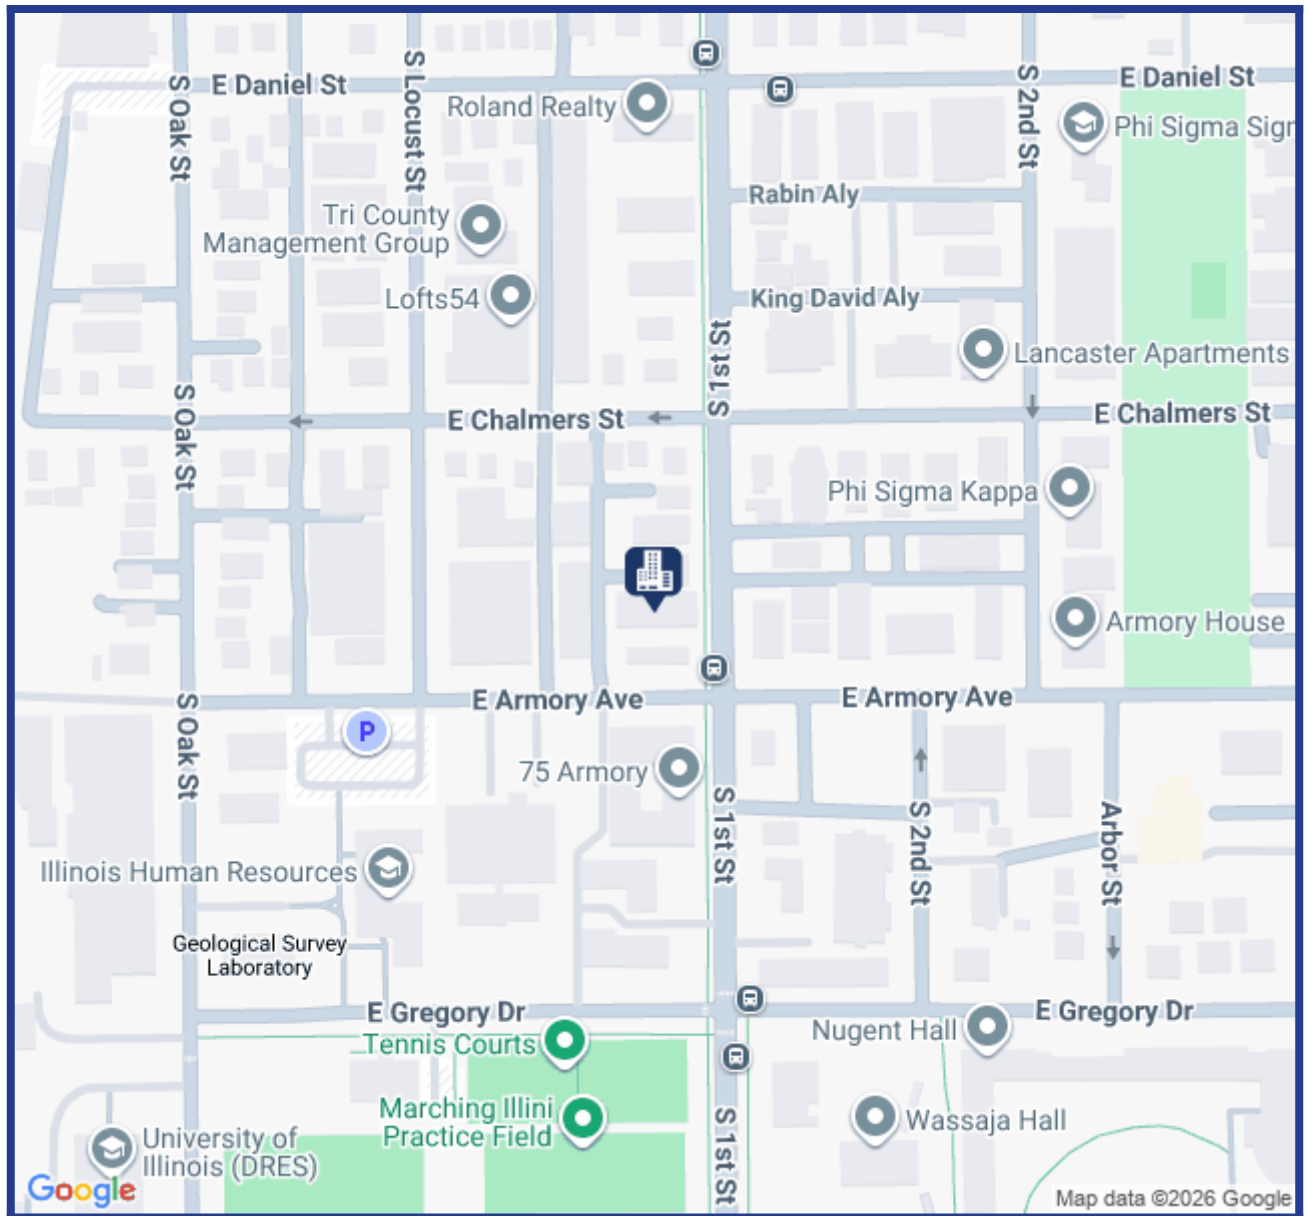 E Daniel St
E Daniel St
S Oak St
S Locust St
S 2nd St
Roland Realty
Phi Sigma Sigr
Rabin Aly
Tri County
Management Group
Lofts54
King David Aly
S 1st St
Lancaster Apartments
S Oak St
E Chalmers St
E Chalmers St
Phi Sigma Kappa
Armory House
E Armory Ave
E Armory Ave
S Oak St
P
75 Armory
S 1st St
S 2nd St
Arbor St
Illinois Human Resources
Geological Survey
Laboratory
E Gregory Dr
E Gregory Dr
Nugent Hall
Tennis Courts
Marching Illini
Practice Field
S 1st St
Wassaja Hall
University of
Illinois (DRES)
Google
Map data ©2026 Google